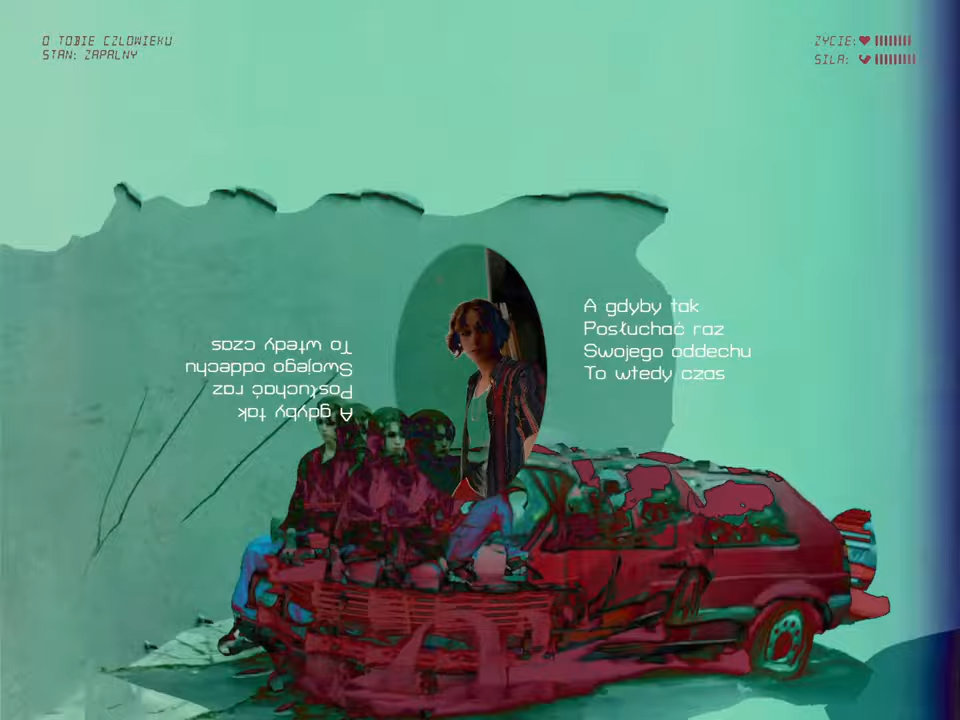 O TOBIE CZLOWIEKU
STAN: ZAPALNY
ZYCIE:
SILA:
A gdyby tak
Posłuchać raz
Swojego oddechu
To wtedy czas
A gdyby tak
Posłuchać raz
Swojego oddechu
To wtedy czas